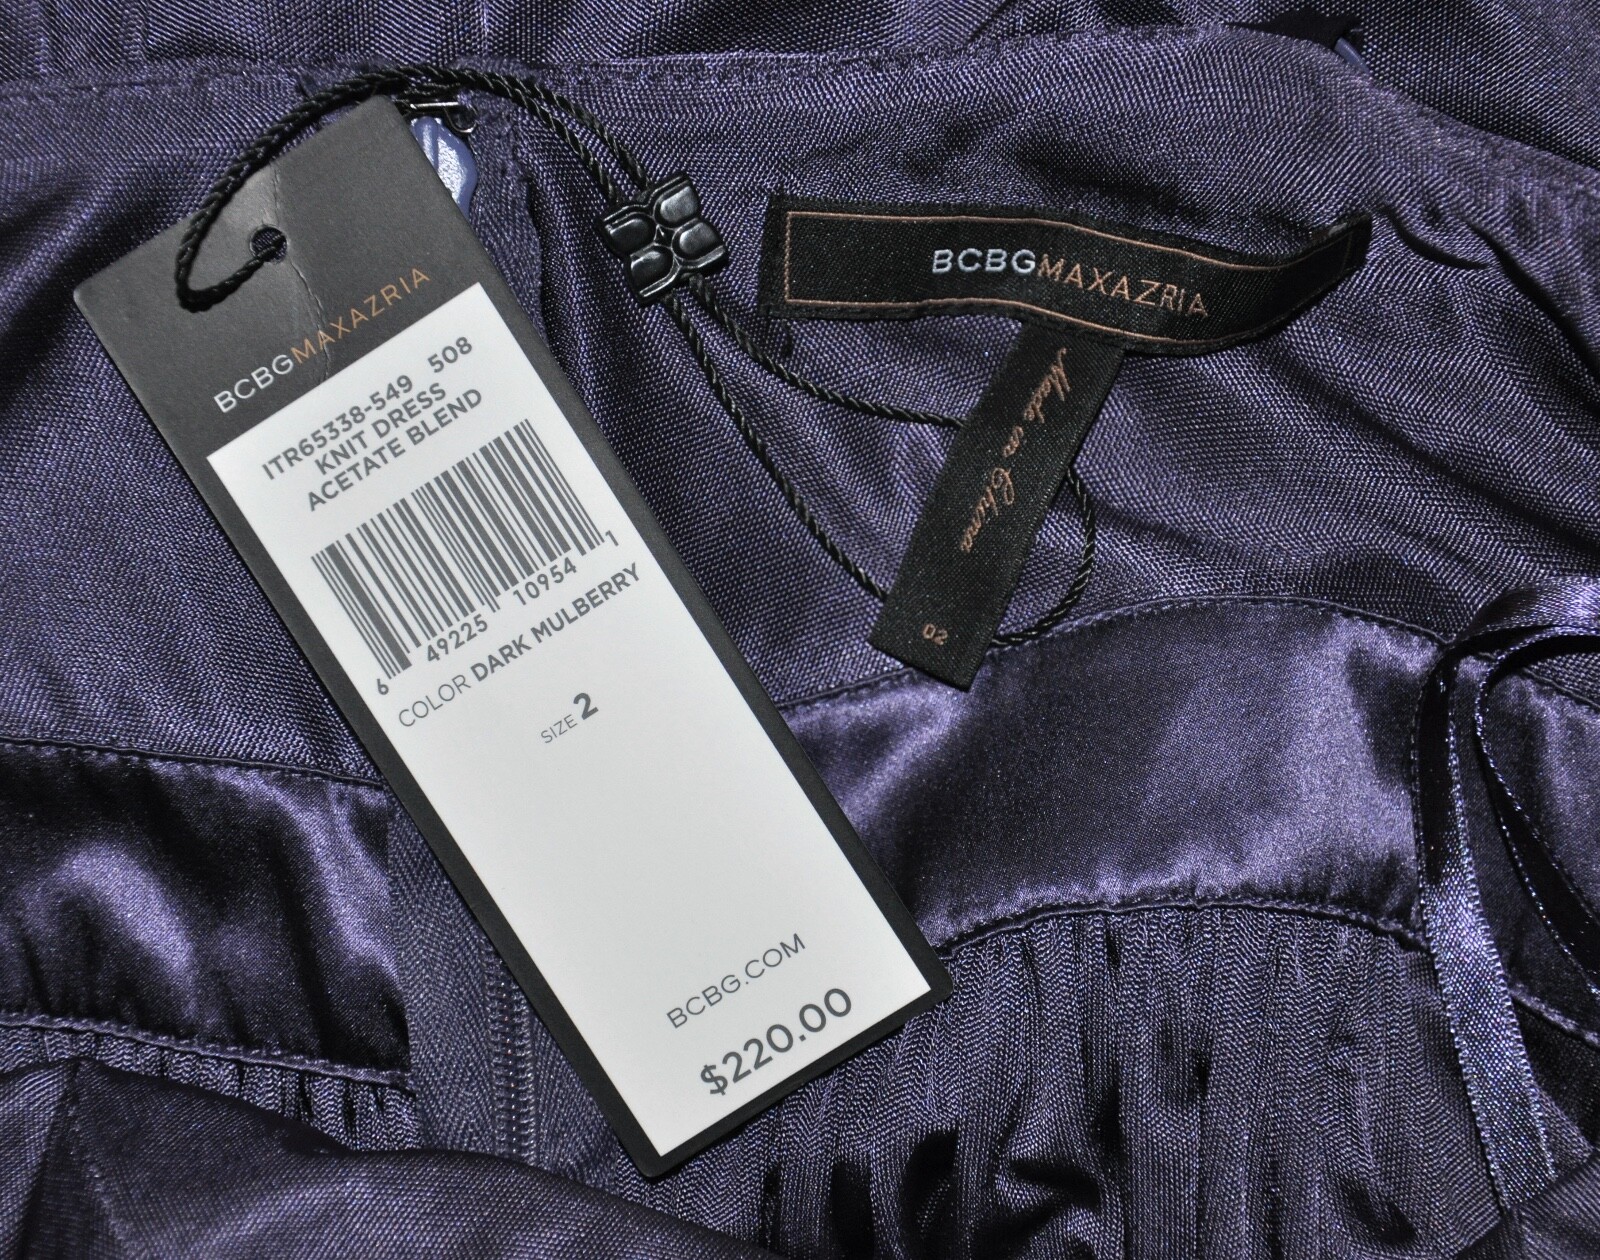 BCBGMAXAZRIA
ITR65338-549 508
KNIT DRESS
ACETATE BLEND
6 49225 10954 1
COLOR DARK MULBERRY
SIZE 2
BCBG.COM
$220.00
BCBGMAXAZRIA
Made in China
02